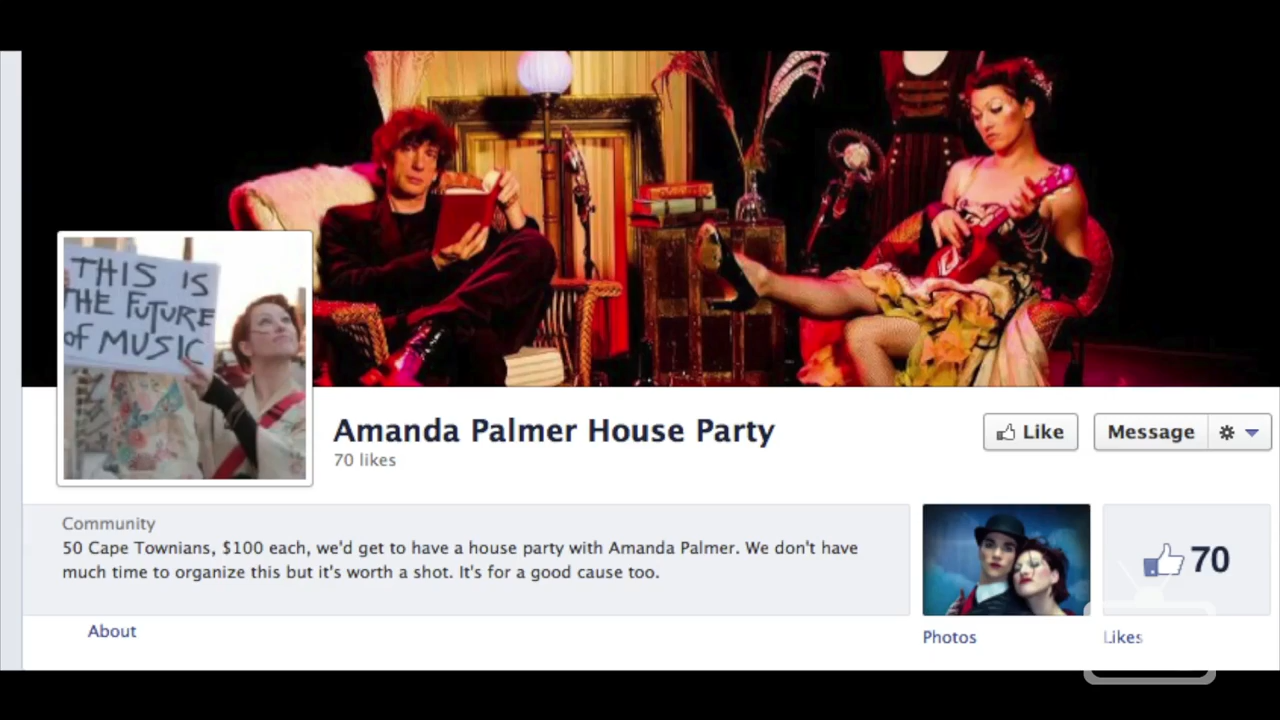 THIS IS
THE FUTURE
OF MUSIC
Amanda Palmer House Party
70 likes
Like
Message
Community
50 Cape Townians, $100 each, we'd get to have a house party with Amanda Palmer. We don't have
much time to organize this but it's worth a shot. It's for a good cause too.
70
About
Photos
Likes